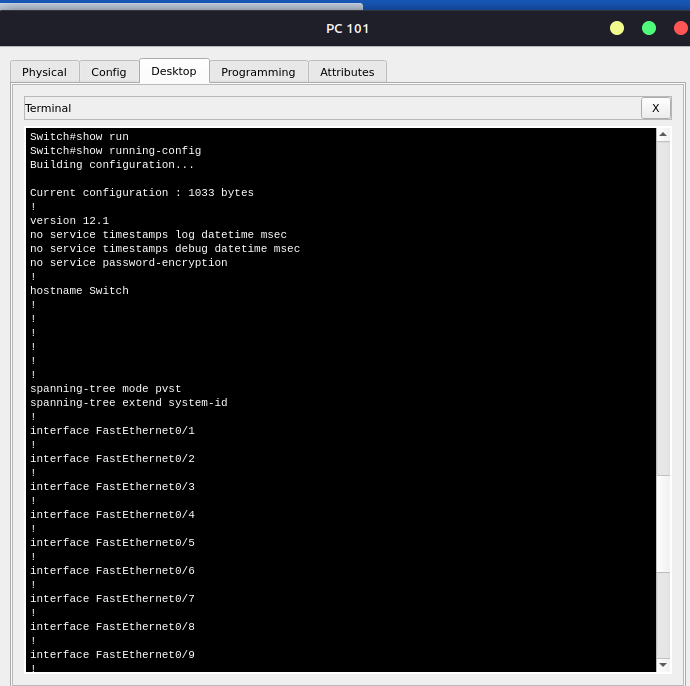 PC 101
Physical Config Desktop Programming Attributes
Terminal X
Switch#show run
Switch#show running-config
Building configuration...
Current configuration : 1033 bytes
!
version 12.1
no service timestamps log datetime msec
no service timestamps debug datetime msec
no service password-encryption
!
hostname Switch
!
!
!
!
!
!
spanning-tree mode pvst
spanning-tree extend system-id
!
interface FastEthernet0/1
!
interface FastEthernet0/2
!
interface FastEthernet0/3
!
interface FastEthernet0/4
!
interface FastEthernet0/5
!
interface FastEthernet0/6
!
interface FastEthernet0/7
!
interface FastEthernet0/8
!
interface FastEthernet0/9
!